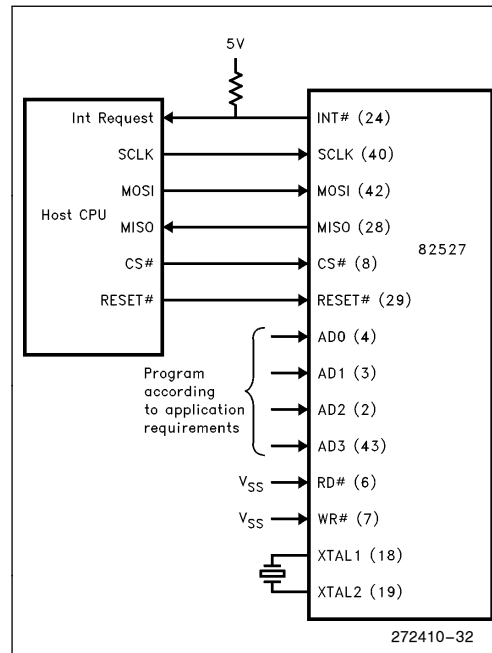 5V
Int Request
SCLK
MOSI
Host CPU
MISO
CS#
RESET#
INT# (24)
SCLK (40)
MOSI (42)
MISO (28)
82527
CS# (8)
RESET# (29)
AD0 (4)
AD1 (3)
AD2 (2)
AD3 (43)
Program
according
to application
requirements
VSS
RD# (6)
VSS
WR# (7)
XTAL1 (18)
XTAL2 (19)
272410-32